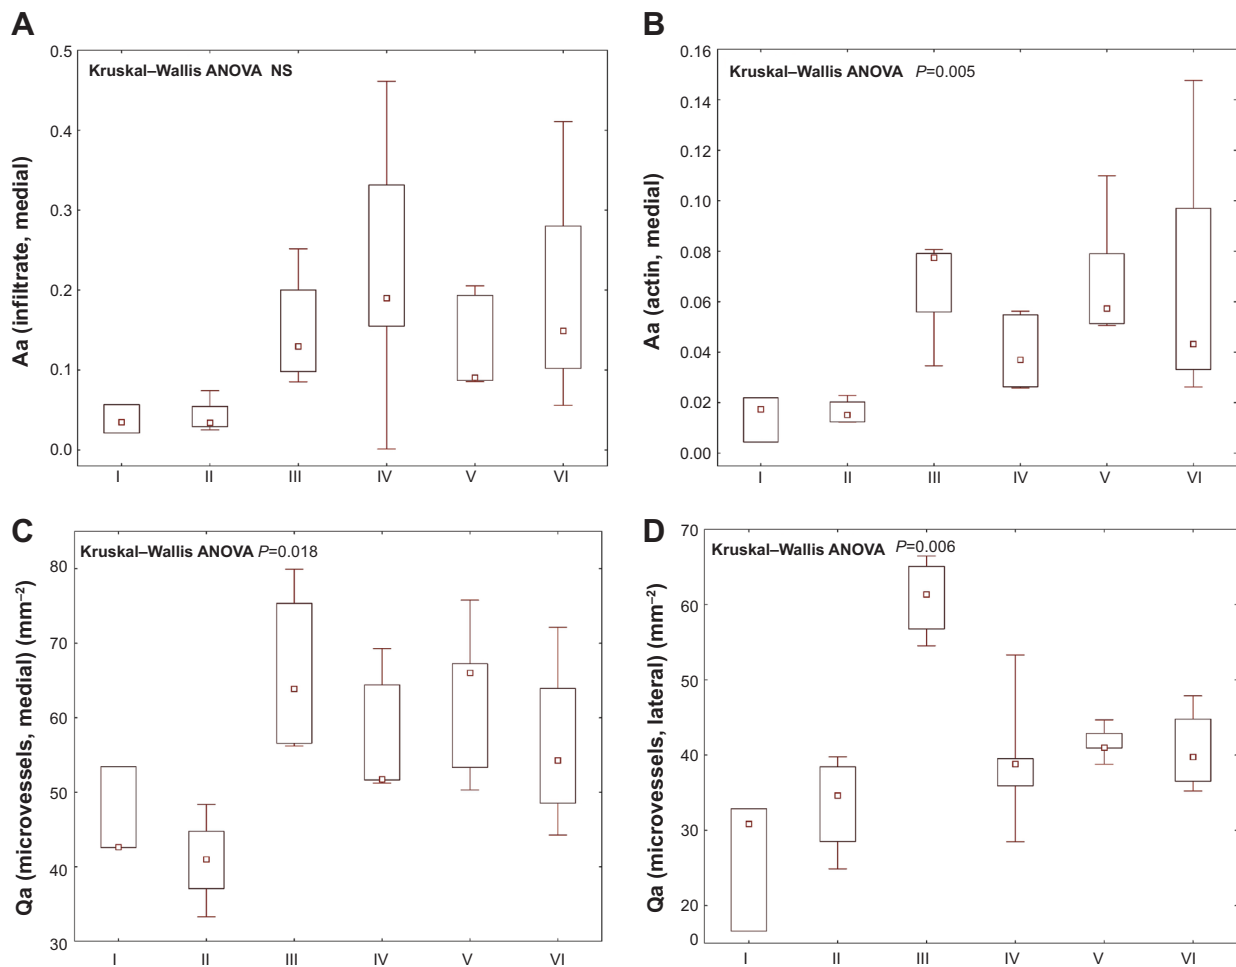 A
Kruskal–Wallis ANOVA NS
Aa (infiltrate, medial)
0.5
0.4
0.3
0.2
0.1
0.0
I II III IV V VI
B
Kruskal–Wallis ANOVA P=0.005
Aa (actin, medial)
0.16
0.14
0.12
0.10
0.08
0.06
0.04
0.02
0.00
I II III IV V VI
C
Kruskal–Wallis ANOVA P=0.018
Qa (microvessels, medial) (mm⁻²)
80
70
60
50
40
30
I II III IV V VI
D
Kruskal–Wallis ANOVA P=0.006
Qa (microvessels, lateral) (mm⁻²)
70
60
50
40
30
20
0
I II III IV V VI